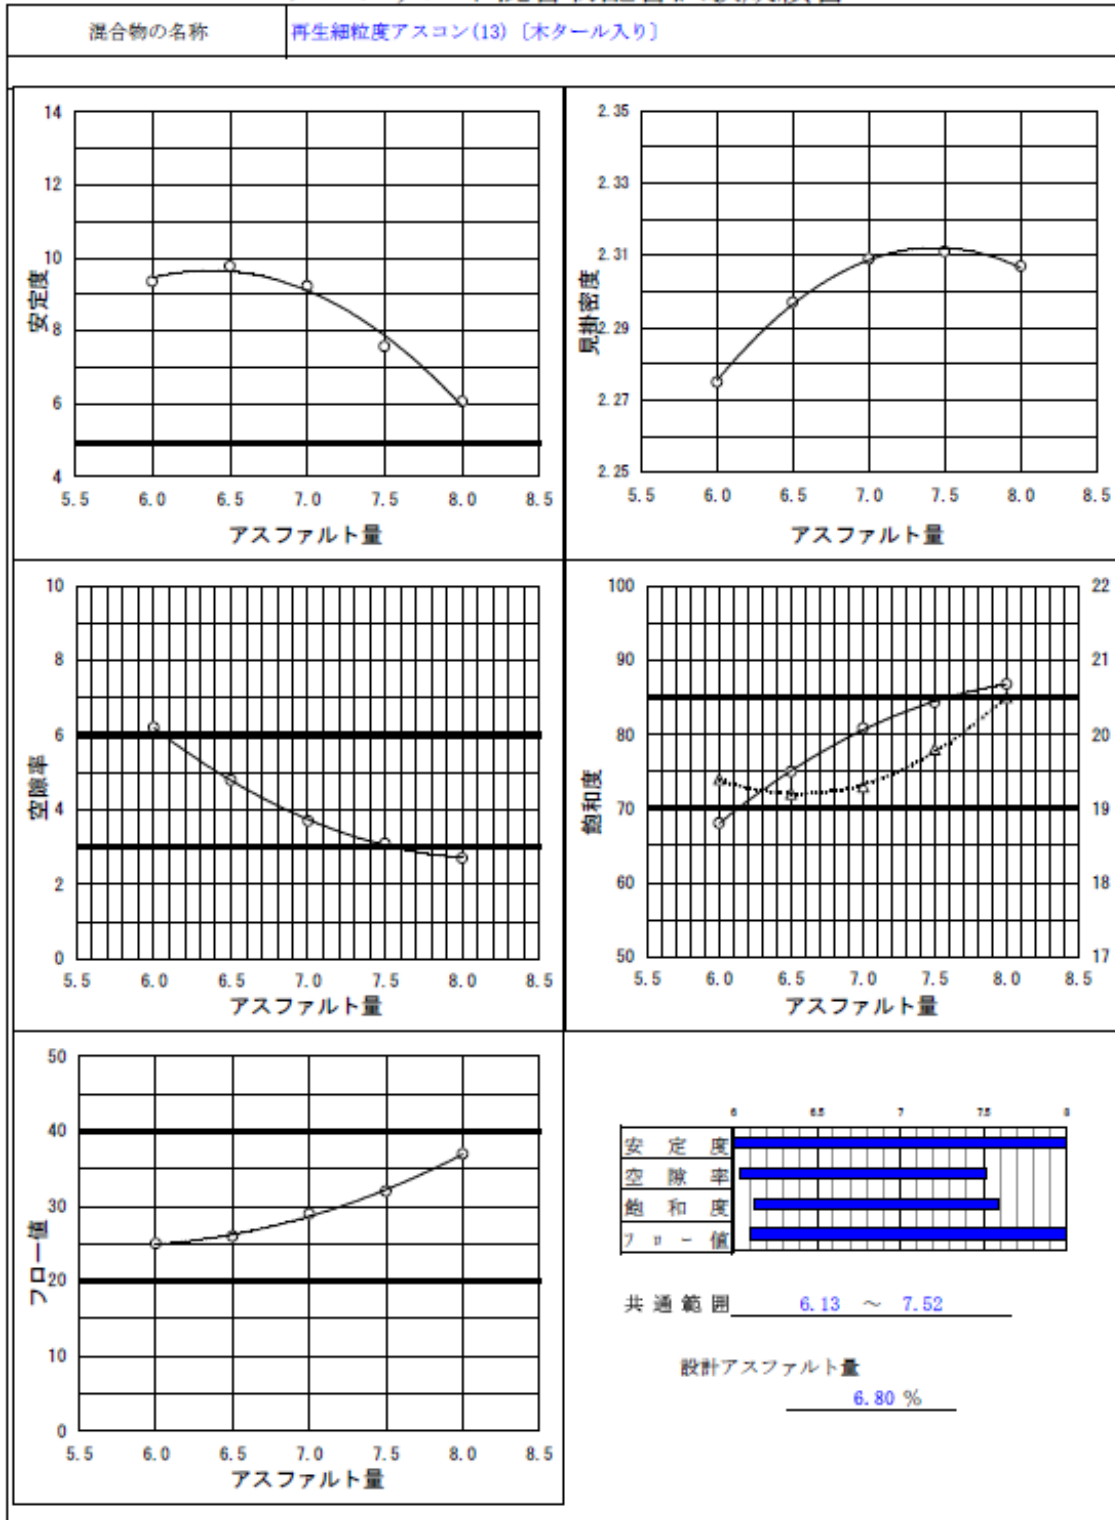 混合物の名称 再生細粒度アスコン(13)〔木タール入り〕
14
12
10
8
6
4
安定度
5.5 6.0 6.5 7.0 7.5 8.0 8.5
アスファルト量
2.35
2.33
2.31
2.29
2.27
2.25
見掛密度
5.5 6.0 6.5 7.0 7.5 8.0 8.5
アスファルト量
10
8
6
4
2
0
空隙率
5.5 6.0 6.5 7.0 7.5 8.0 8.5
アスファルト量
100
90
80
70
60
50
飽和度
22
21
20
19
18
17
5.5 6.0 6.5 7.0 7.5 8.0 8.5
アスファルト量
50
40
30
20
10
0
フロー値
5.5 6.0 6.5 7.0 7.5 8.0 8.5
アスファルト量
6 6.5 7 7.5 8
安定度
空隙率
飽和度
フロー値
共通範囲 6.13 ～ 7.52
設計アスファルト量
6.80 %